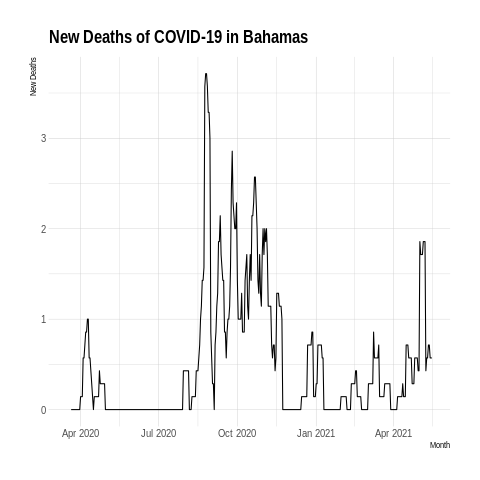 New Deaths of COVID-19 in Bahamas
New Deaths
3
2
1
0
Apr 2020 Jul 2020 Oct 2020 Jan 2021 Apr 2021
Month